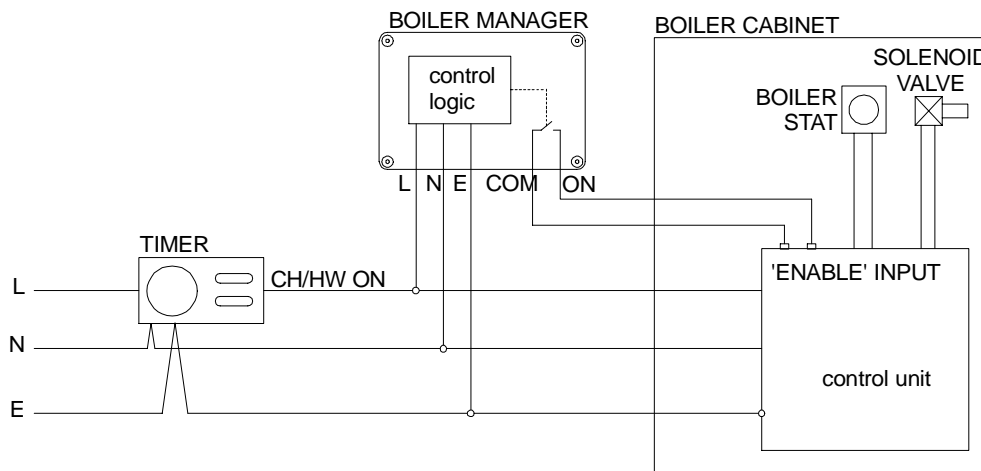 BOILER MANAGER
BOILER CABINET
control
logic
SOLENOID
VALVE
BOILER
STAT
L N E COM ON
TIMER
CH/HW ON
'ENABLE' INPUT
L
N
control unit
E